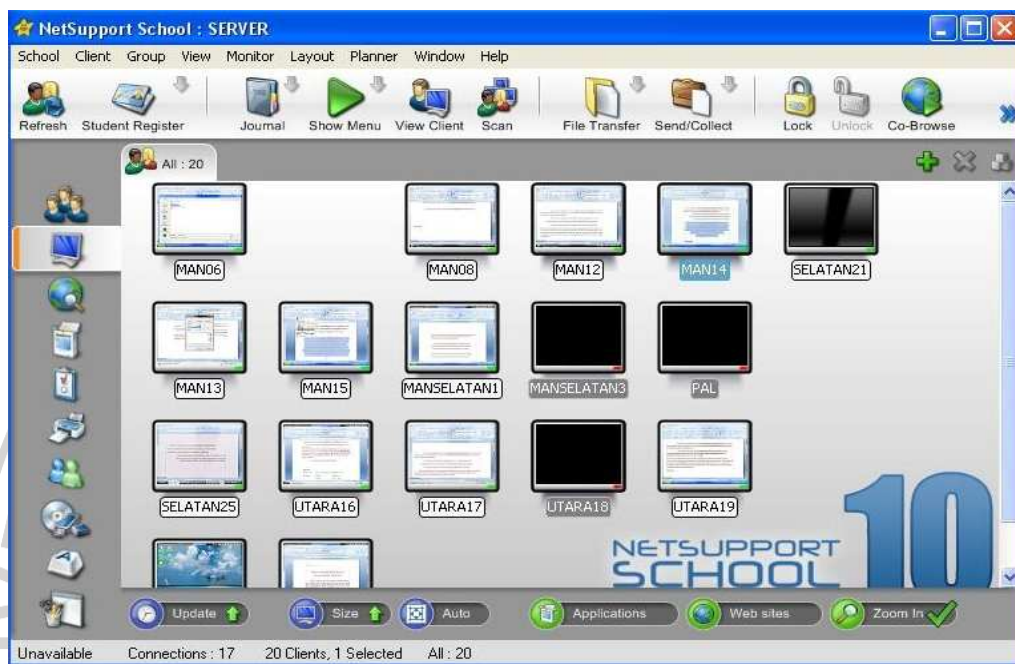 NetSupport School : SERVER
School Client Group View Monitor Layout Planner Window Help
Refresh Student Register Journal Show Menu View Client Scan File Transfer Send/Collect Lock Unlock Co-Browse
All : 20
MAN06 MAN08 MAN12 MAN14 SELATAN21
MAN13 MAN15 MANSELATAN1 MANSELATAN3 PAL
SELATAN25 UTARA16 UTARA17 UTARA18 UTARA19
NETSUPPORT
SCHOOL 10
Update Size Auto Applications Web sites Zoom In
Unavailable Connections : 17 20 Clients, 1 Selected All : 20